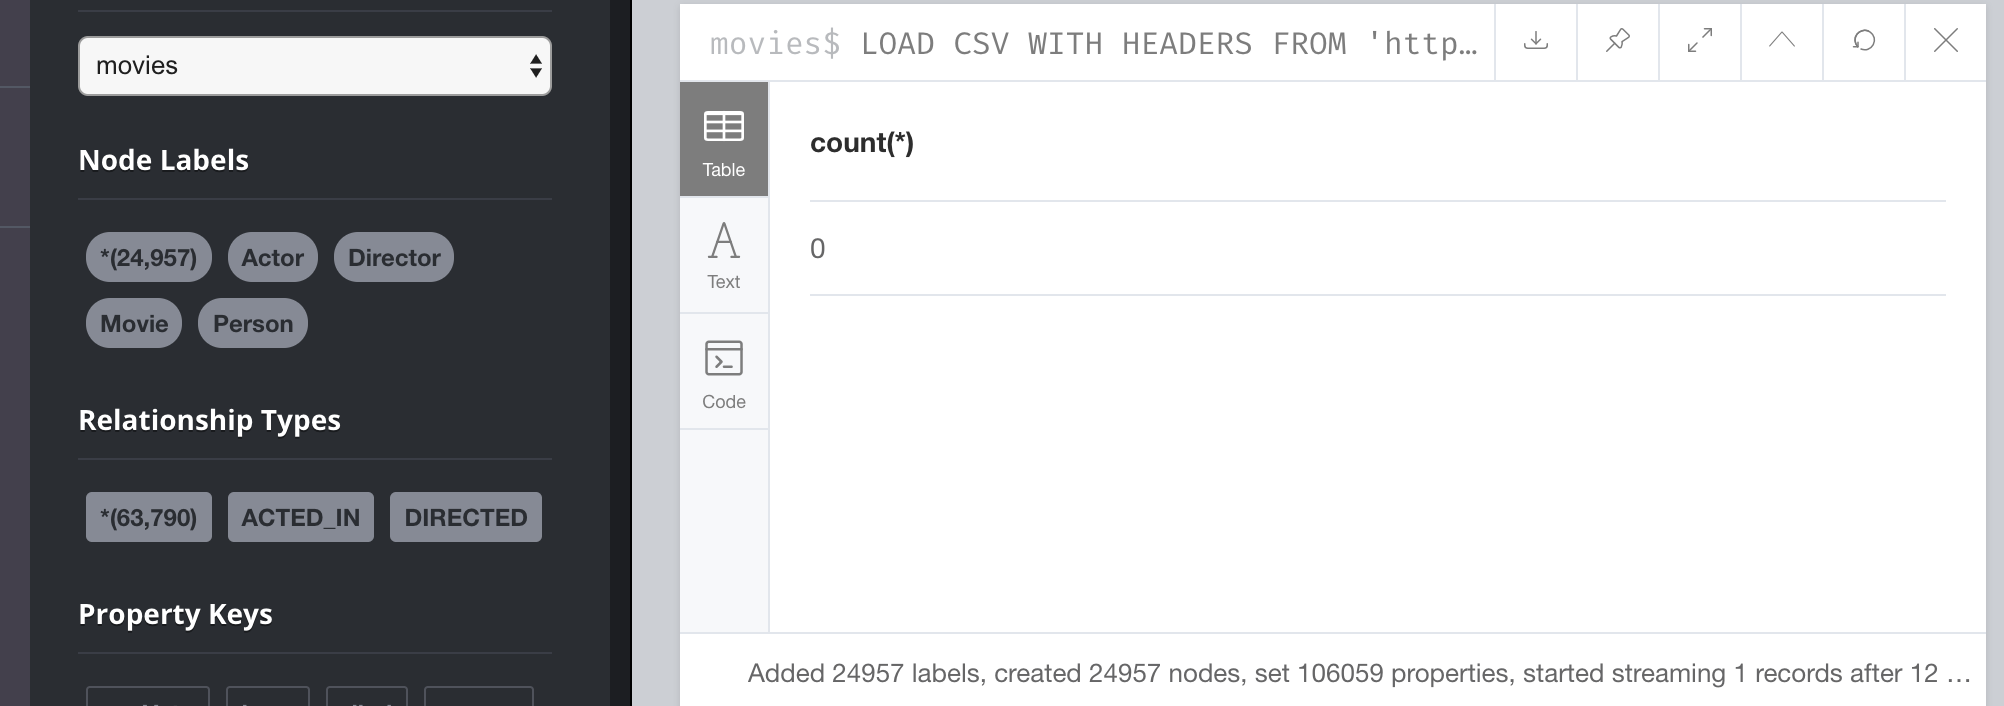 movies
Node Labels
*(24,957) Actor Director
Movie Person
Relationship Types
*(63,790) ACTED_IN DIRECTED
Property Keys
movies$ LOAD CSV WITH HEADERS FROM 'http…
Table
Text
Code
count(*)
0
Added 24957 labels, created 24957 nodes, set 106059 properties, started streaming 1 records after 12 …